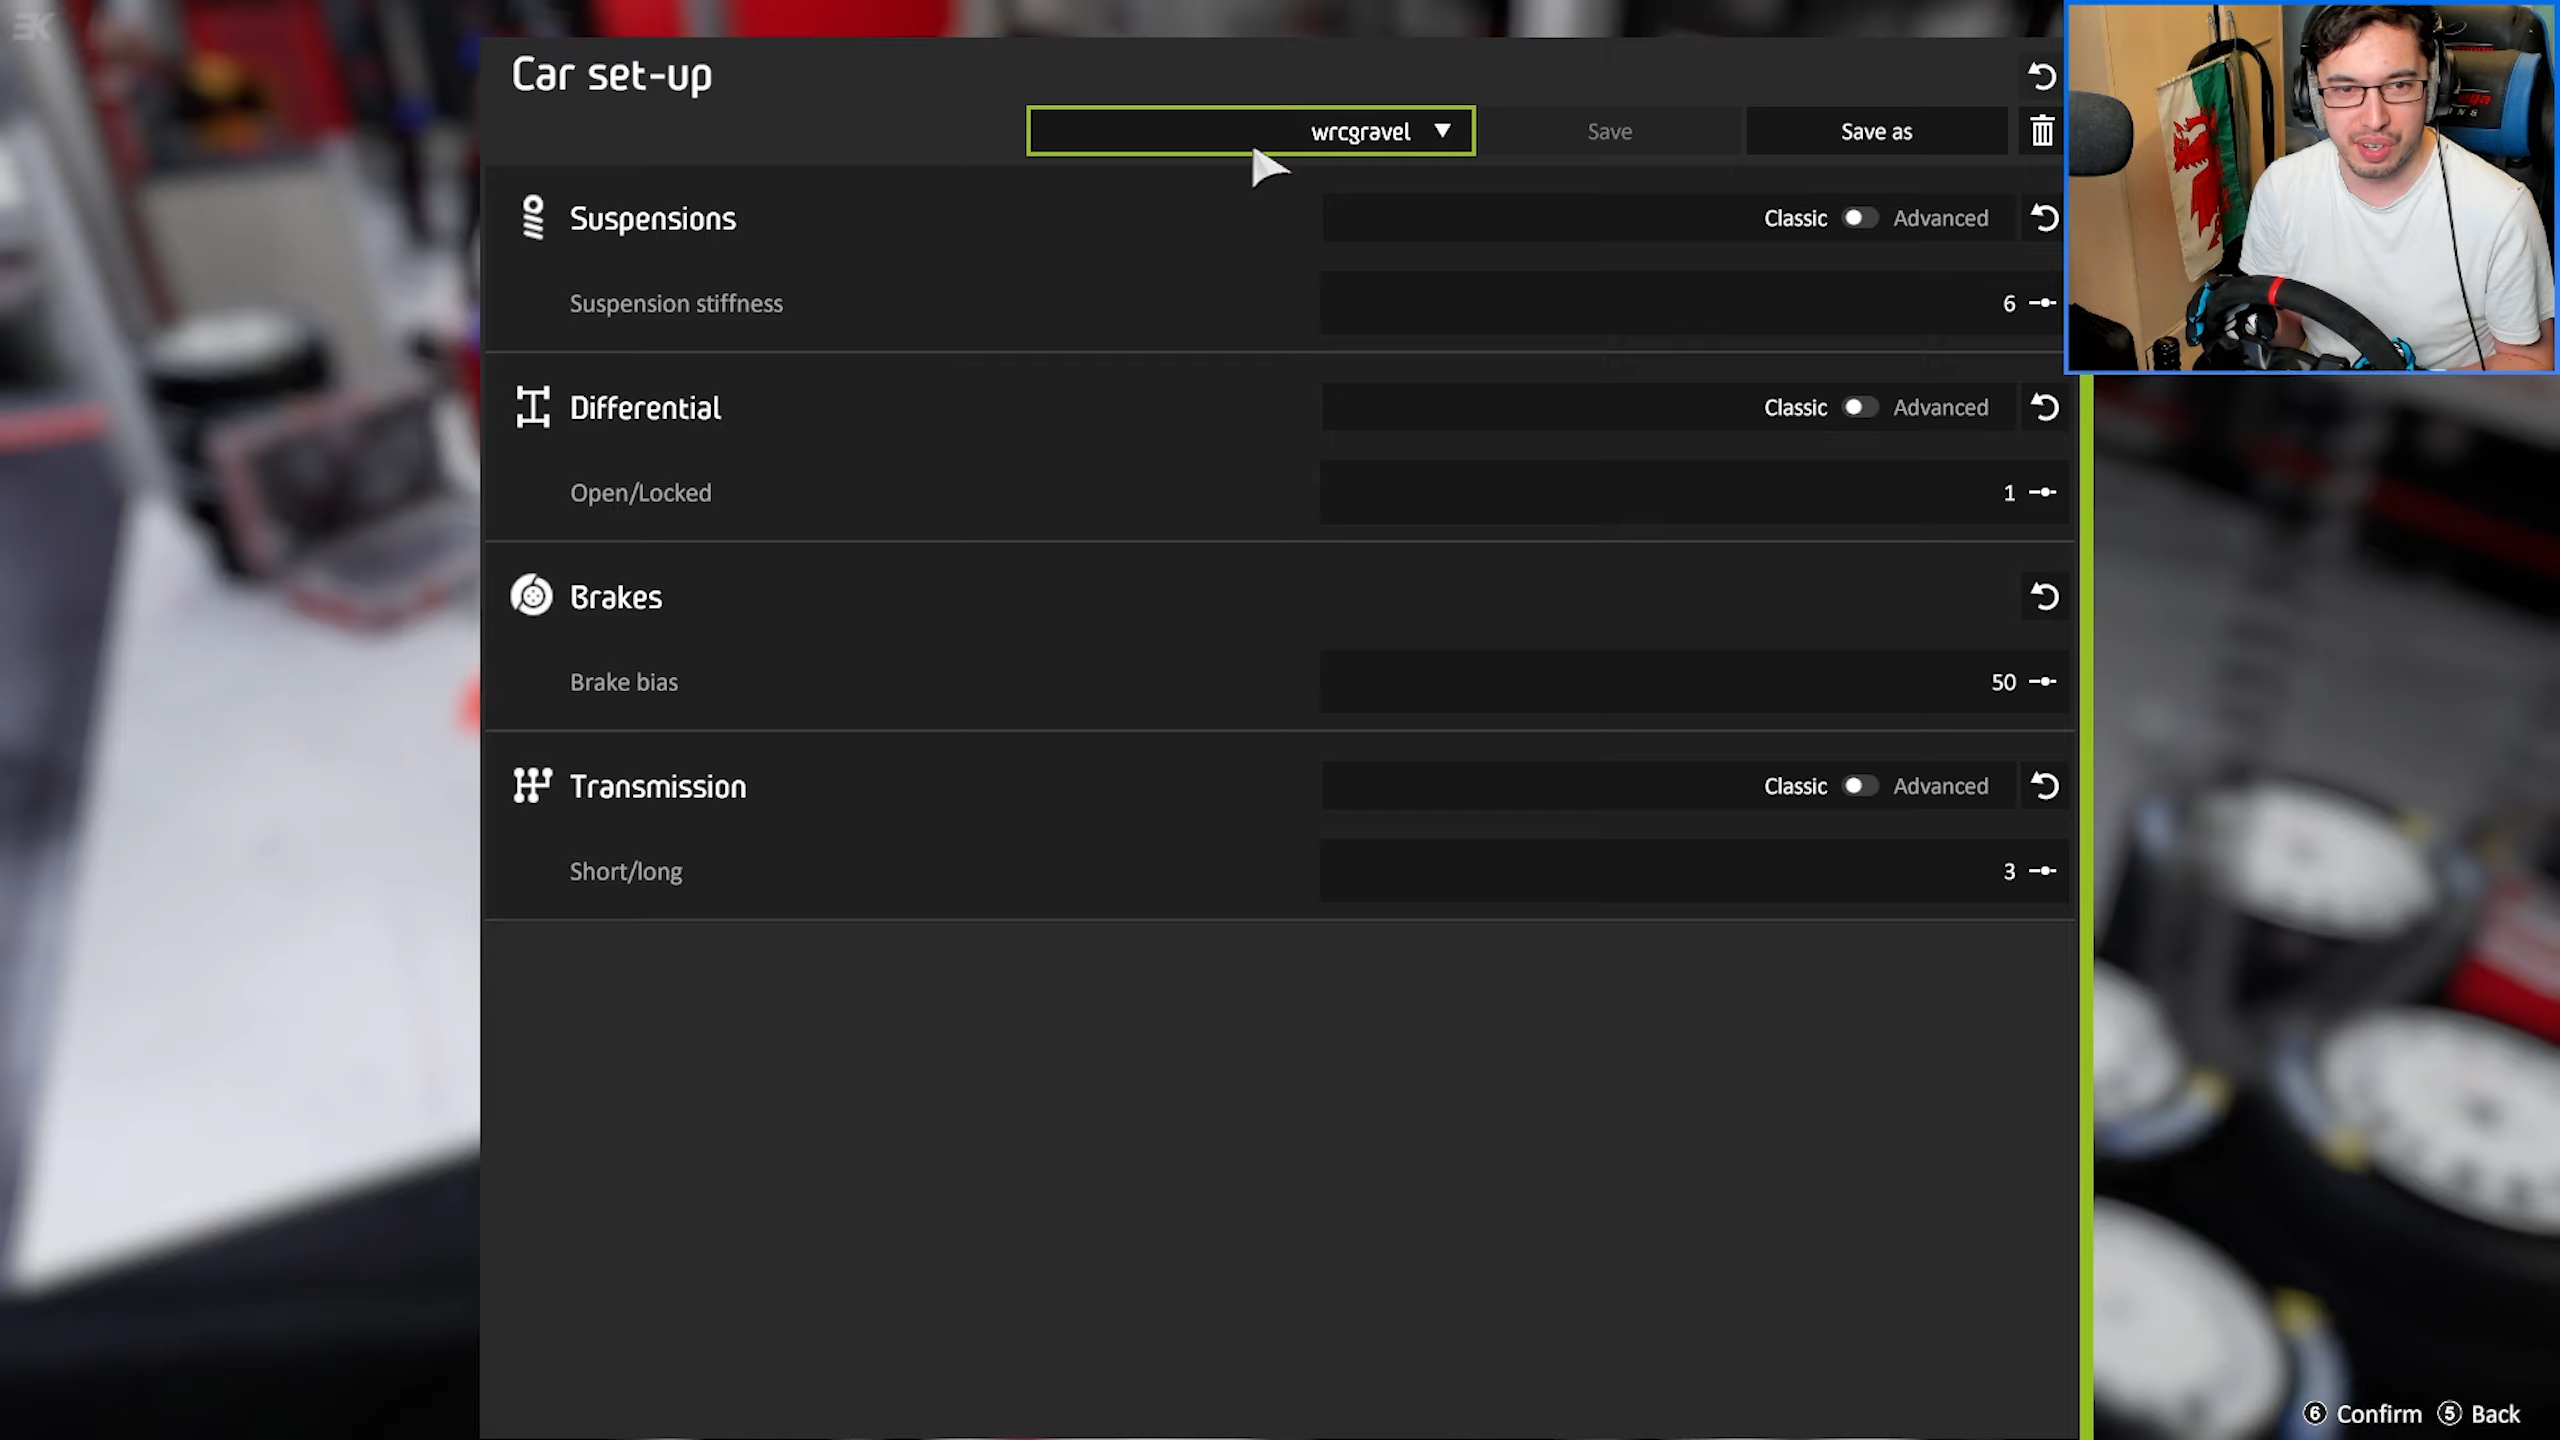 Car set-up
wrcgravel ▼ Save Save as
Suspensions Classic Advanced
Suspension stiffness 6
Differential Classic Advanced
Open/Locked 1
Brakes
Brake bias 50
Transmission Classic Advanced
Short/long 3
6 Confirm 5 Back